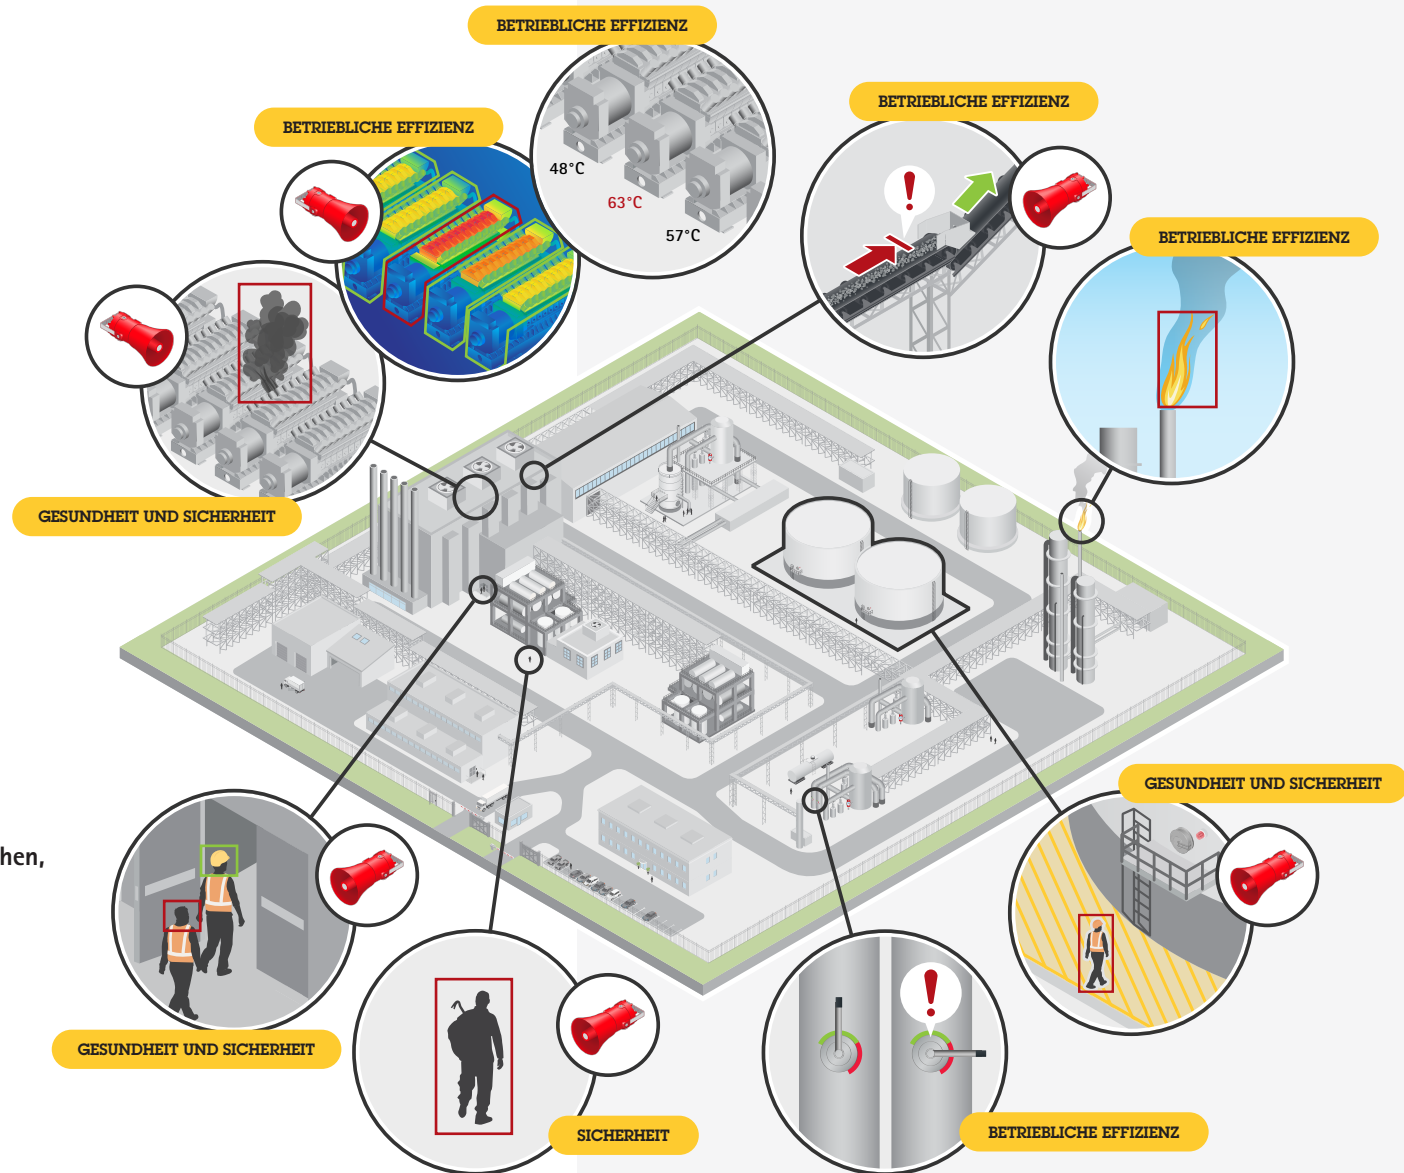 BETRIEBLICHE EFFIZIENZ
BETRIEBLICHE EFFIZIENZ
BETRIEBLICHE EFFIZIENZ
48°C
63°C
57°C
BETRIEBLICHE EFFIZIENZ
GESUNDHEIT UND SICHERHEIT
GESUNDHEIT UND SICHERHEIT
hen,
GESUNDHEIT UND SICHERHEIT
SICHERHEIT
BETRIEBLICHE EFFIZIENZ